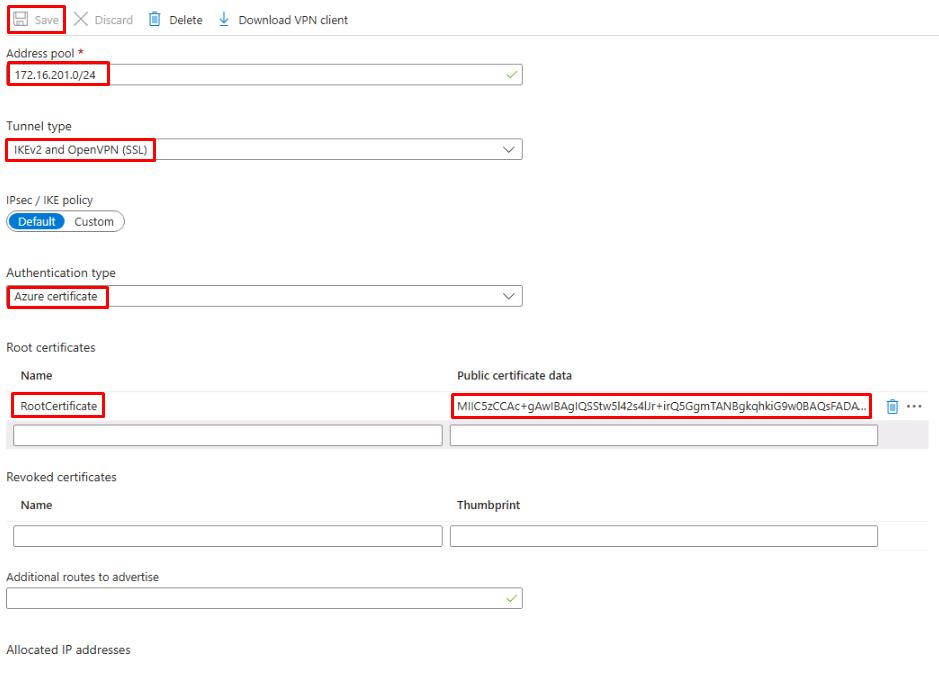 Save Discard Delete Download VPN client
Address pool *
172.16.201.0/24
Tunnel type
IKEv2 and OpenVPN (SSL)
IPsec / IKE policy
Default Custom
Authentication type
Azure certificate
Root certificates
Name Public certificate data
RootCertificate MIIC5zCCAc+gAwIBAgIQSStw5l42s4lJr+irQ5GgmTANBgkqhkiG9w0BAQsFADA...
Revoked certificates
Name Thumbprint
Additional routes to advertise
Allocated IP addresses